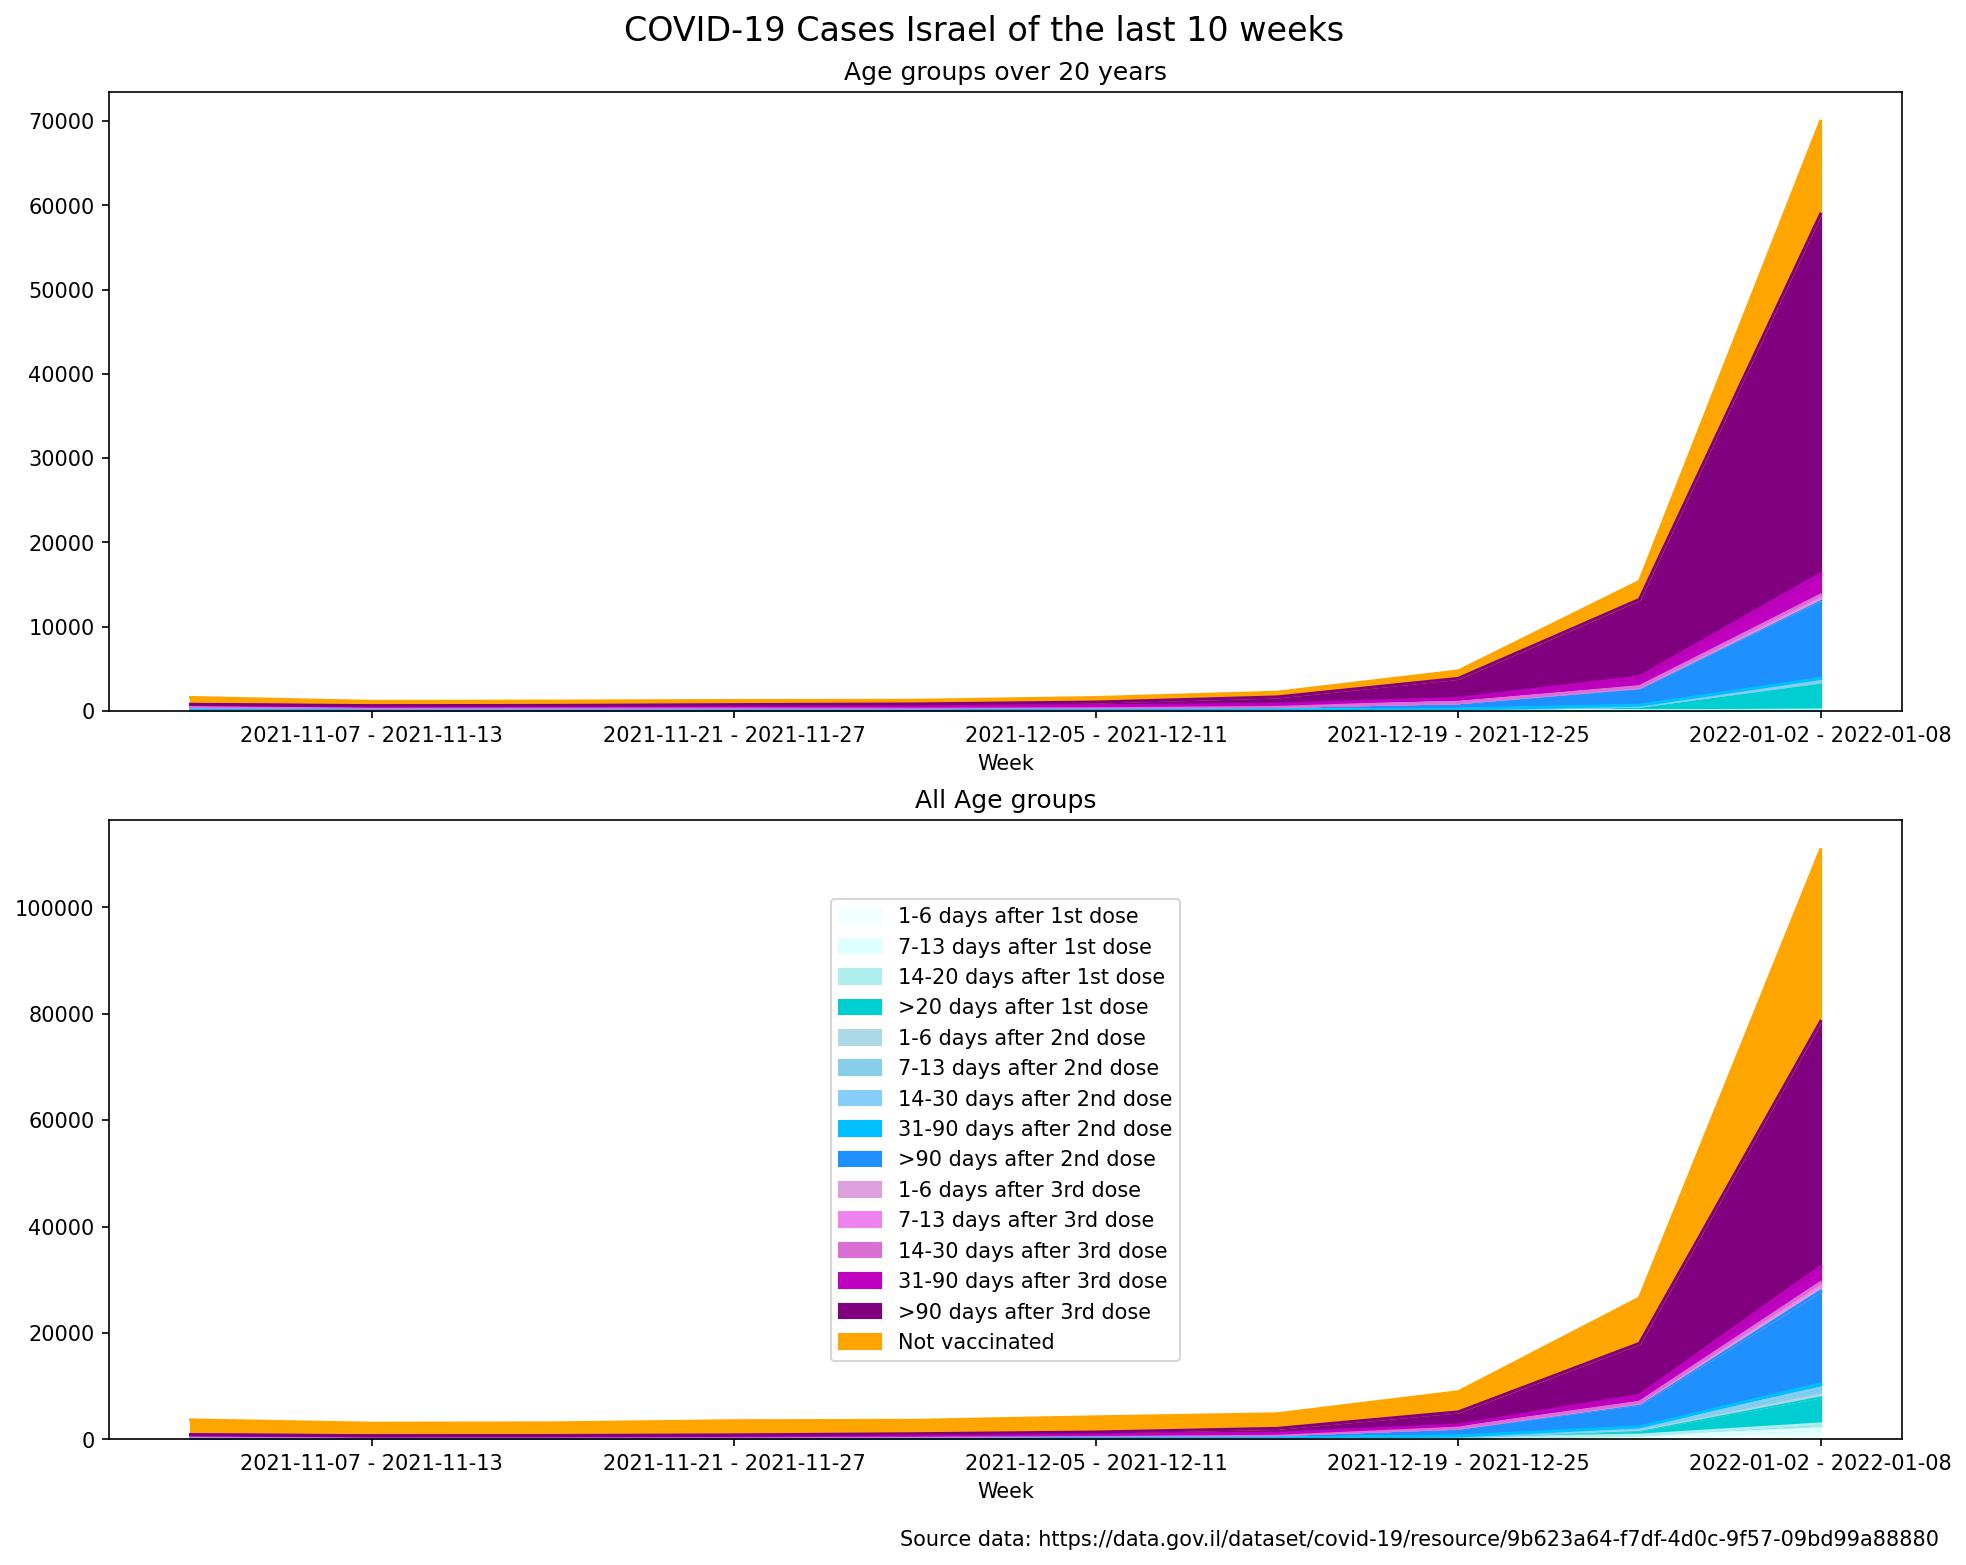 COVID-19 Cases Israel of the last 10 weeks
Age groups over 20 years
70000
60000
50000
40000
30000
20000
10000
0
2021-11-07 - 2021-11-13
2021-11-21 - 2021-11-27
2021-12-05 - 2021-12-11
2021-12-19 - 2021-12-25
2022-01-02 - 2022-01-08
Week
All Age groups
100000
80000
60000
40000
20000
0
1-6 days after 1st dose
7-13 days after 1st dose
14-20 days after 1st dose
>20 days after 1st dose
1-6 days after 2nd dose
7-13 days after 2nd dose
14-30 days after 2nd dose
31-90 days after 2nd dose
>90 days after 2nd dose
1-6 days after 3rd dose
7-13 days after 3rd dose
14-30 days after 3rd dose
31-90 days after 3rd dose
>90 days after 3rd dose
Not vaccinated
2021-11-07 - 2021-11-13
2021-11-21 - 2021-11-27
2021-12-05 - 2021-12-11
2021-12-19 - 2021-12-25
2022-01-02 - 2022-01-08
Week
Source data: https://data.gov.il/dataset/covid-19/resource/9b623a64-f7df-4d0c-9f57-09bd99a88880